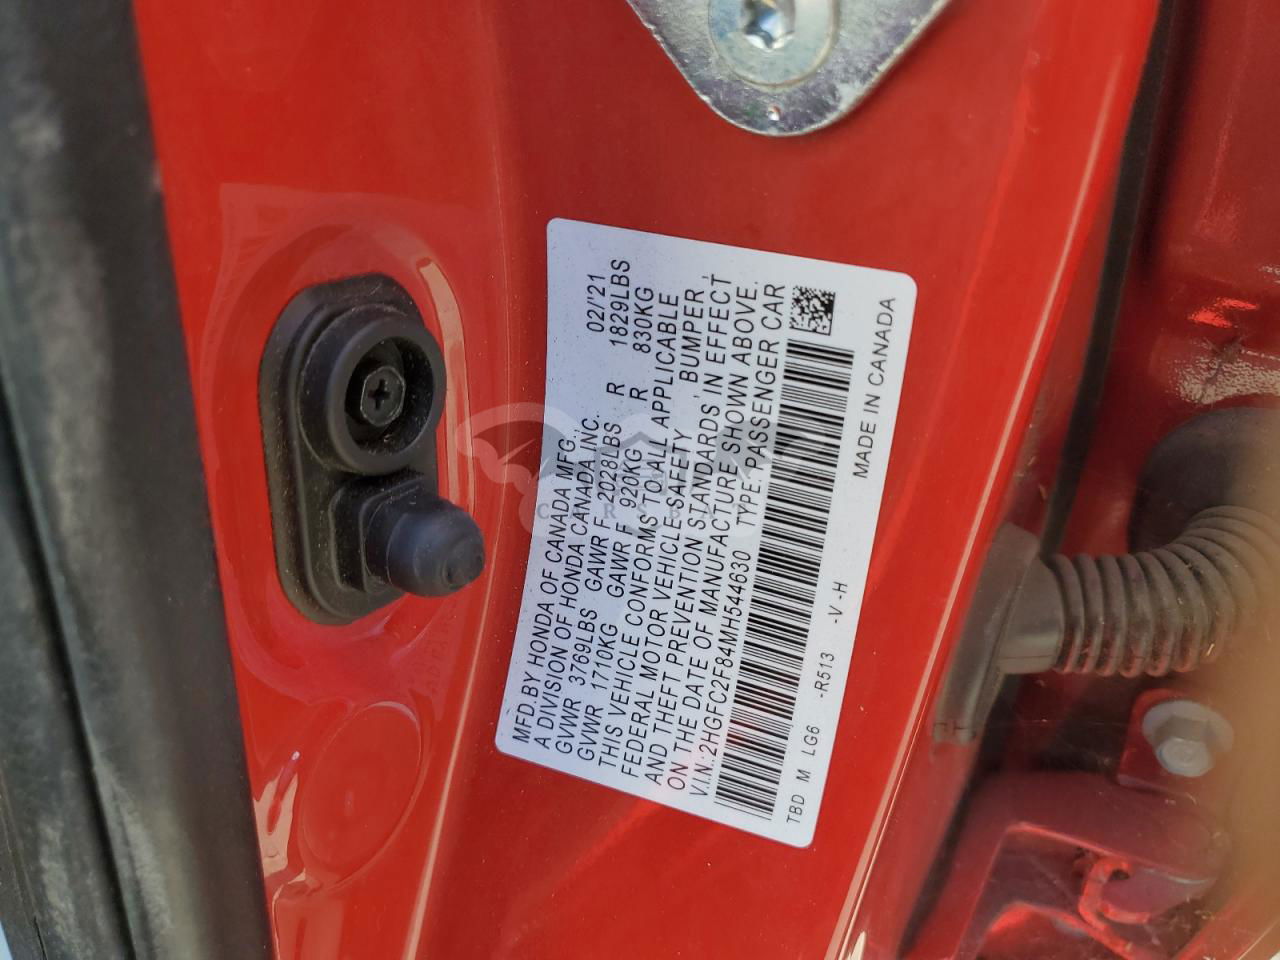 MFD.BY HONDA OF CANADA MFG., 02/'21
A DIVISION OF HONDA CANADA INC.
GVWR 3769LBS GAWR F 2028LBS R 1829LBS
GVWR 1710KG GAWR F 920KG R 830KG
THIS VEHICLE CONFORMS TO ALL APPLICABLE
FEDERAL MOTOR VEHICLE SAFETY , BUMPER ,
AND THEFT PREVENTION STANDARDS IN EFFECT
ON THE DATE OF MANUFACTURE SHOWN ABOVE.
V.I.N.:2HGFC2F84MH544630 TYPE:PASSENGER CAR
TBD M LG6 -R513 -V -H MADE IN CANADA